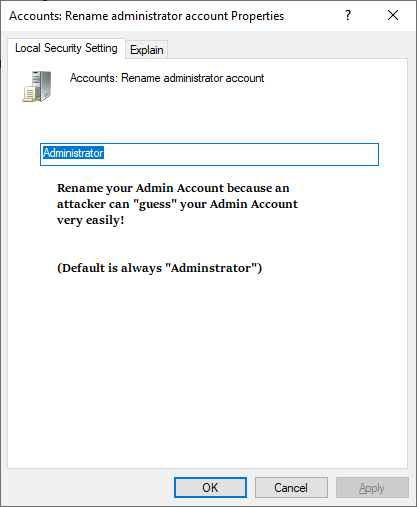 Accounts: Rename administrator account Properties
Local Security Setting
Explain
Accounts: Rename administrator account
Administrator
Rename your Admin Account because an
attacker can "guess" your Admin Account
very easily!
(Default is always "Adminstrator")
OK
Cancel
Apply